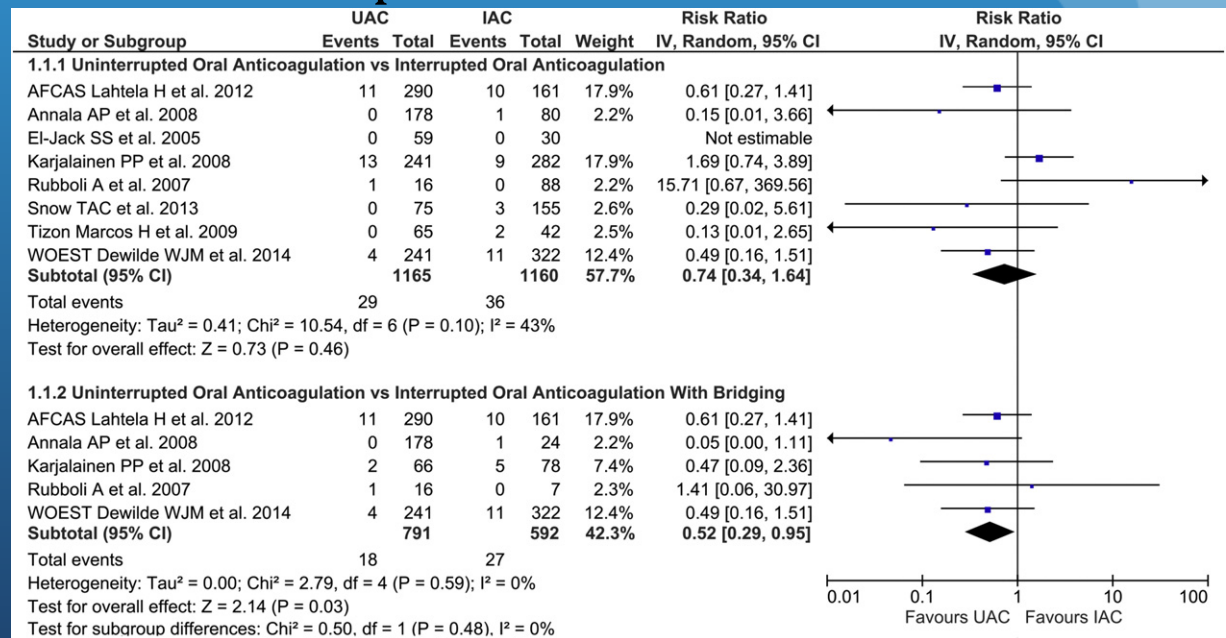 UAC IAC Risk Ratio Risk Ratio
Study or Subgroup Events Total Events Total Weight IV, Random, 95% CI IV, Random, 95% CI
1.1.1 Uninterrupted Oral Anticoagulation vs Interrupted Oral Anticoagulation
AFCAS Lahtela H et al. 2012 11 290 10 161 17.9% 0.61 [0.27, 1.41]
Annala AP et al. 2008 0 178 1 80 2.2% 0.15 [0.01, 3.66]
El-Jack SS et al. 2005 0 59 0 30 Not estimable
Karjalainen PP et al. 2008 13 241 9 282 17.9% 1.69 [0.74, 3.89]
Rubboli A et al. 2007 1 16 0 88 2.2% 15.71 [0.67, 369.56]
Snow TAC et al. 2013 0 75 3 155 2.6% 0.29 [0.02, 5.61]
Tizon Marcos H et al. 2009 0 65 2 42 2.5% 0.13 [0.01, 2.65]
WOEST Dewilde WJM et al. 2014 4 241 11 322 12.4% 0.49 [0.16, 1.51]
Subtotal (95% CI) 1165 1160 57.7% 0.74 [0.34, 1.64]
Total events 29 36
Heterogeneity: Tau² = 0.41; Chi² = 10.54, df = 6 (P = 0.10); I² = 43%
Test for overall effect: Z = 0.73 (P = 0.46)
1.1.2 Uninterrupted Oral Anticoagulation vs Interrupted Oral Anticoagulation With Bridging
AFCAS Lahtela H et al. 2012 11 290 10 161 17.9% 0.61 [0.27, 1.41]
Annala AP et al. 2008 0 178 1 24 2.2% 0.05 [0.00, 1.11]
Karjalainen PP et al. 2008 2 66 5 78 7.4% 0.47 [0.09, 2.36]
Rubboli A et al. 2007 1 16 0 7 2.3% 1.41 [0.06, 30.97]
WOEST Dewilde WJM et al. 2014 4 241 11 322 12.4% 0.49 [0.16, 1.51]
Subtotal (95% CI) 791 592 42.3% 0.52 [0.29, 0.95]
Total events 18 27
Heterogeneity: Tau² = 0.00; Chi² = 2.79, df = 4 (P = 0.59); I² = 0%
Test for overall effect: Z = 2.14 (P = 0.03)
Test for subgroup differences: Chi² = 0.50, df = 1 (P = 0.48), I² = 0%
0.01 0.1 1 10 100
Favours UAC Favours IAC